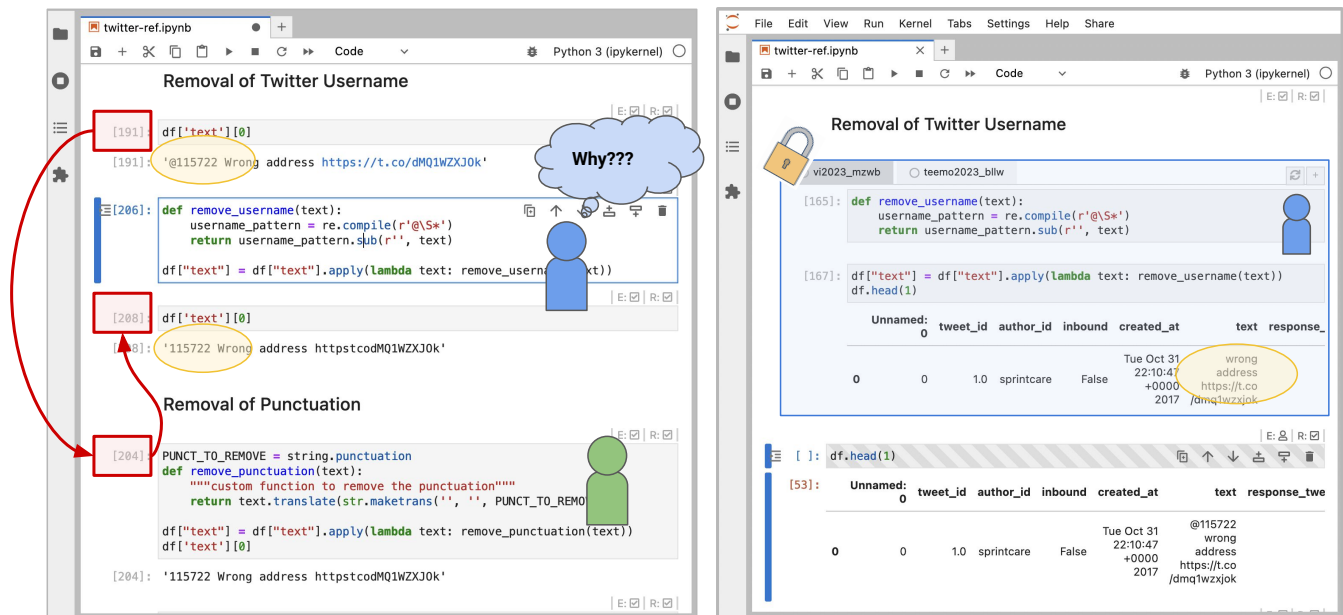 twitter-ref.ipynb
Code
Python 3 (ipykernel)
Removal of Twitter Username
E: R:
[191]: df['text'][0]
[191]: '@115722 Wrong address https://t.co/dMQ1WZXJOk'
Why???
[206]: def remove_username(text):
username_pattern = re.compile(r'@\S*')
return username_pattern.sub(r'', text)
df["text"] = df["text"].apply(lambda text: remove_userna xt))
E: R:
[208]: df['text'][0]
8]: '115722 Wrong address httpstcodMQ1WZXJOk'
Removal of Punctuation
E: R:
[204]: PUNCT_TO_REMOVE = string.punctuation
def remove_punctuation(text):
"""custom function to remove the punctuation"""
return text.translate(str.maketrans('', '', PUNCT_TO_REMO
df["text"] = df["text"].apply(lambda text: remove_punctuation(text))
df['text'][0]
[204]: '115722 Wrong address httpstcodMQ1WZXJOk'
E: R:
File Edit View Run Kernel Tabs Settings Help Share
twitter-ref.ipynb
Code
Python 3 (ipykernel)
E: R:
Removal of Twitter Username
vi2023_mzwb teemo2023_bllw
[165]: def remove_username(text):
username_pattern = re.compile(r'@\S*')
return username_pattern.sub(r'', text)
[167]: df["text"] = df["text"].apply(lambda text: remove_username(text))
df.head(1)
Unnamed: 0 tweet_id author_id inbound created_at text response_
0 0 1.0 sprintcare False Tue Oct 31 22:10:47 +0000 2017 wrong address https://t.co /dmq1wzxjok
E: R:
[ ]: df.head(1)
[53]: Unnamed: 0 tweet_id author_id inbound created_at text response_twe
0 0 1.0 sprintcare False Tue Oct 31 22:10:47 +0000 2017 @115722 wrong address https://t.co /dmq1wzxjok